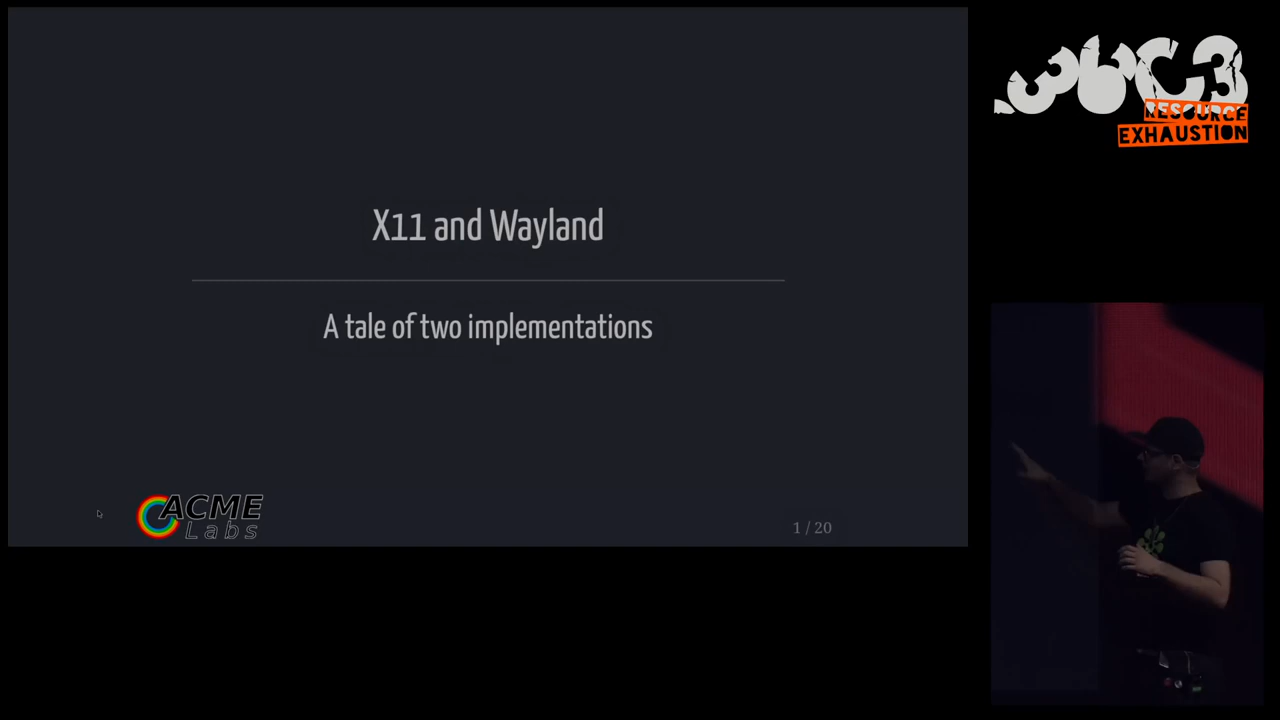 X11 and Wayland
A tale of two implementations
ACME
Labs
1 / 20
36C3
RESOURCE
EXHAUSTION